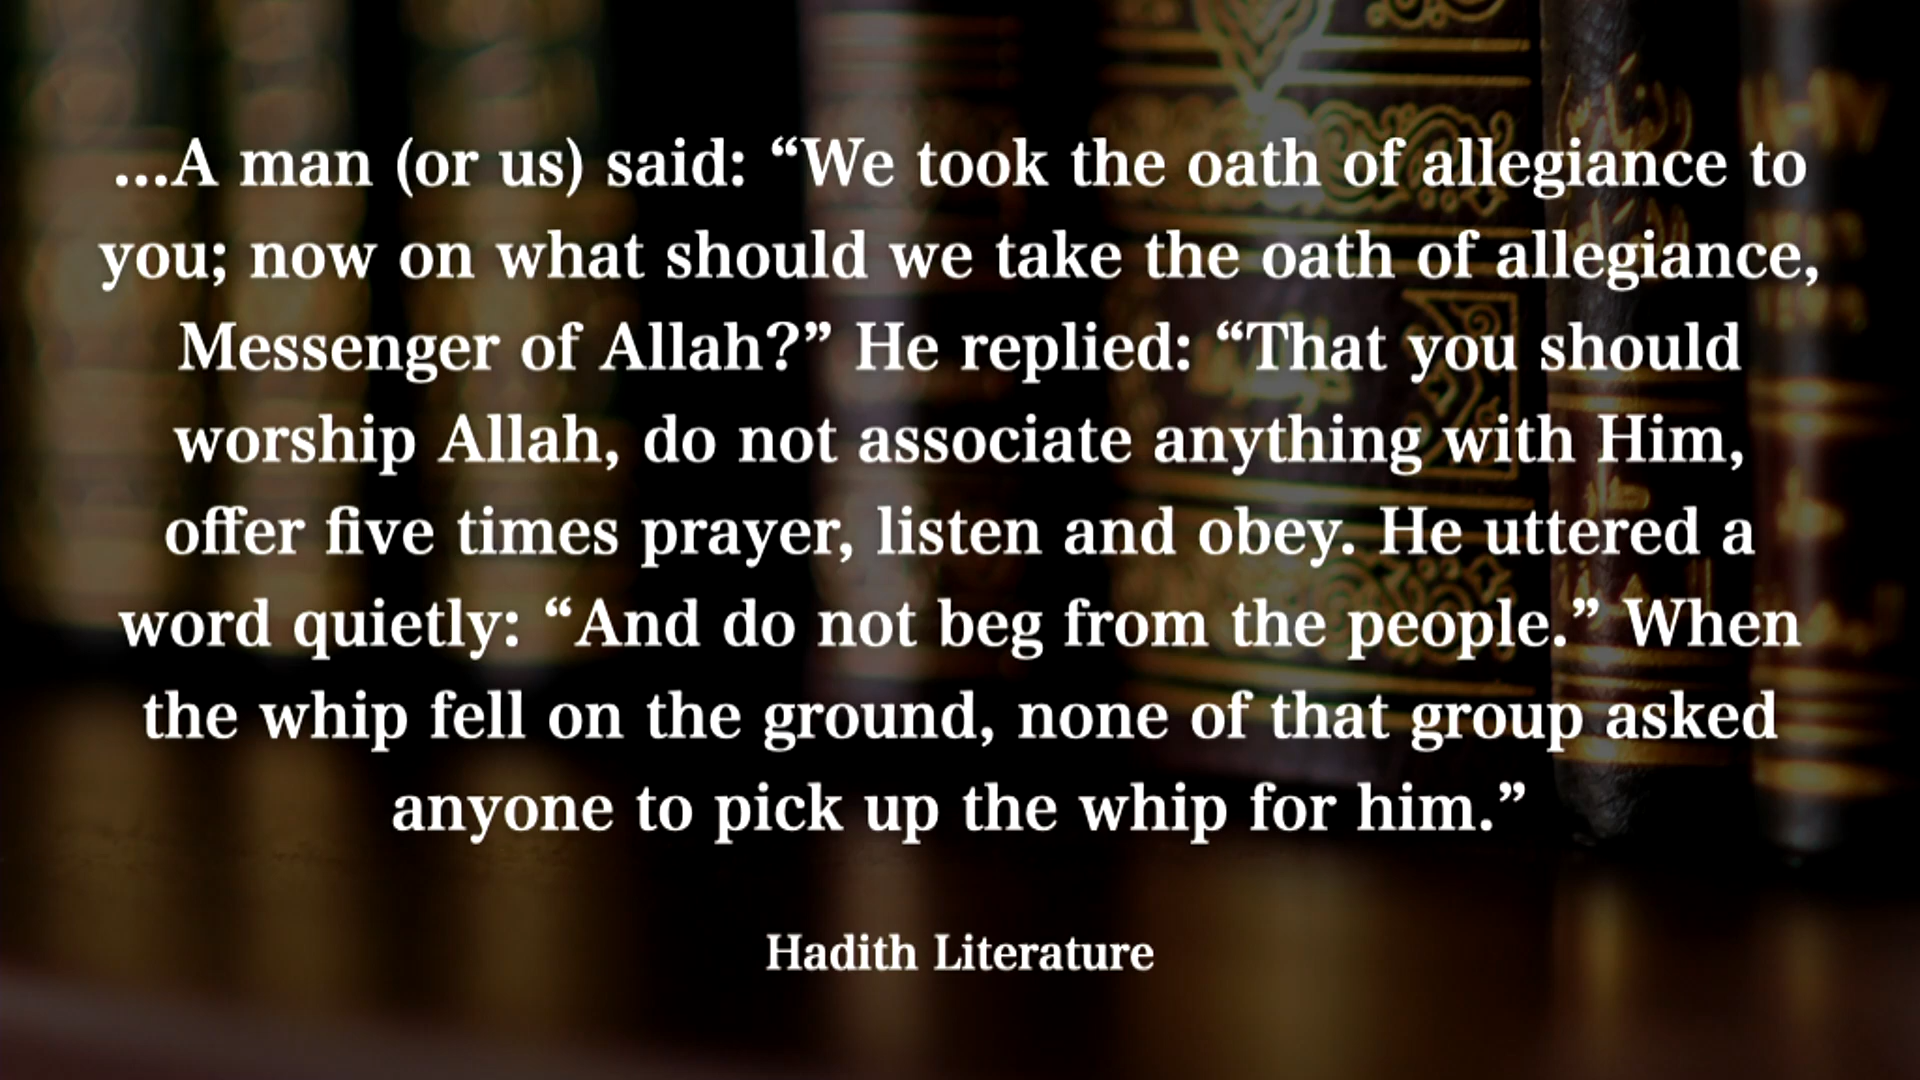 ...A man (or us) said: “We took the oath of allegiance to
you; now on what should we take the oath of allegiance,
Messenger of Allah?” He replied: “That you should
worship Allah, do not associate anything with Him,
offer five times prayer, listen and obey. He uttered a
word quietly: “And do not beg from the people.” When
the whip fell on the ground, none of that group asked
anyone to pick up the whip for him.”
Hadith Literature